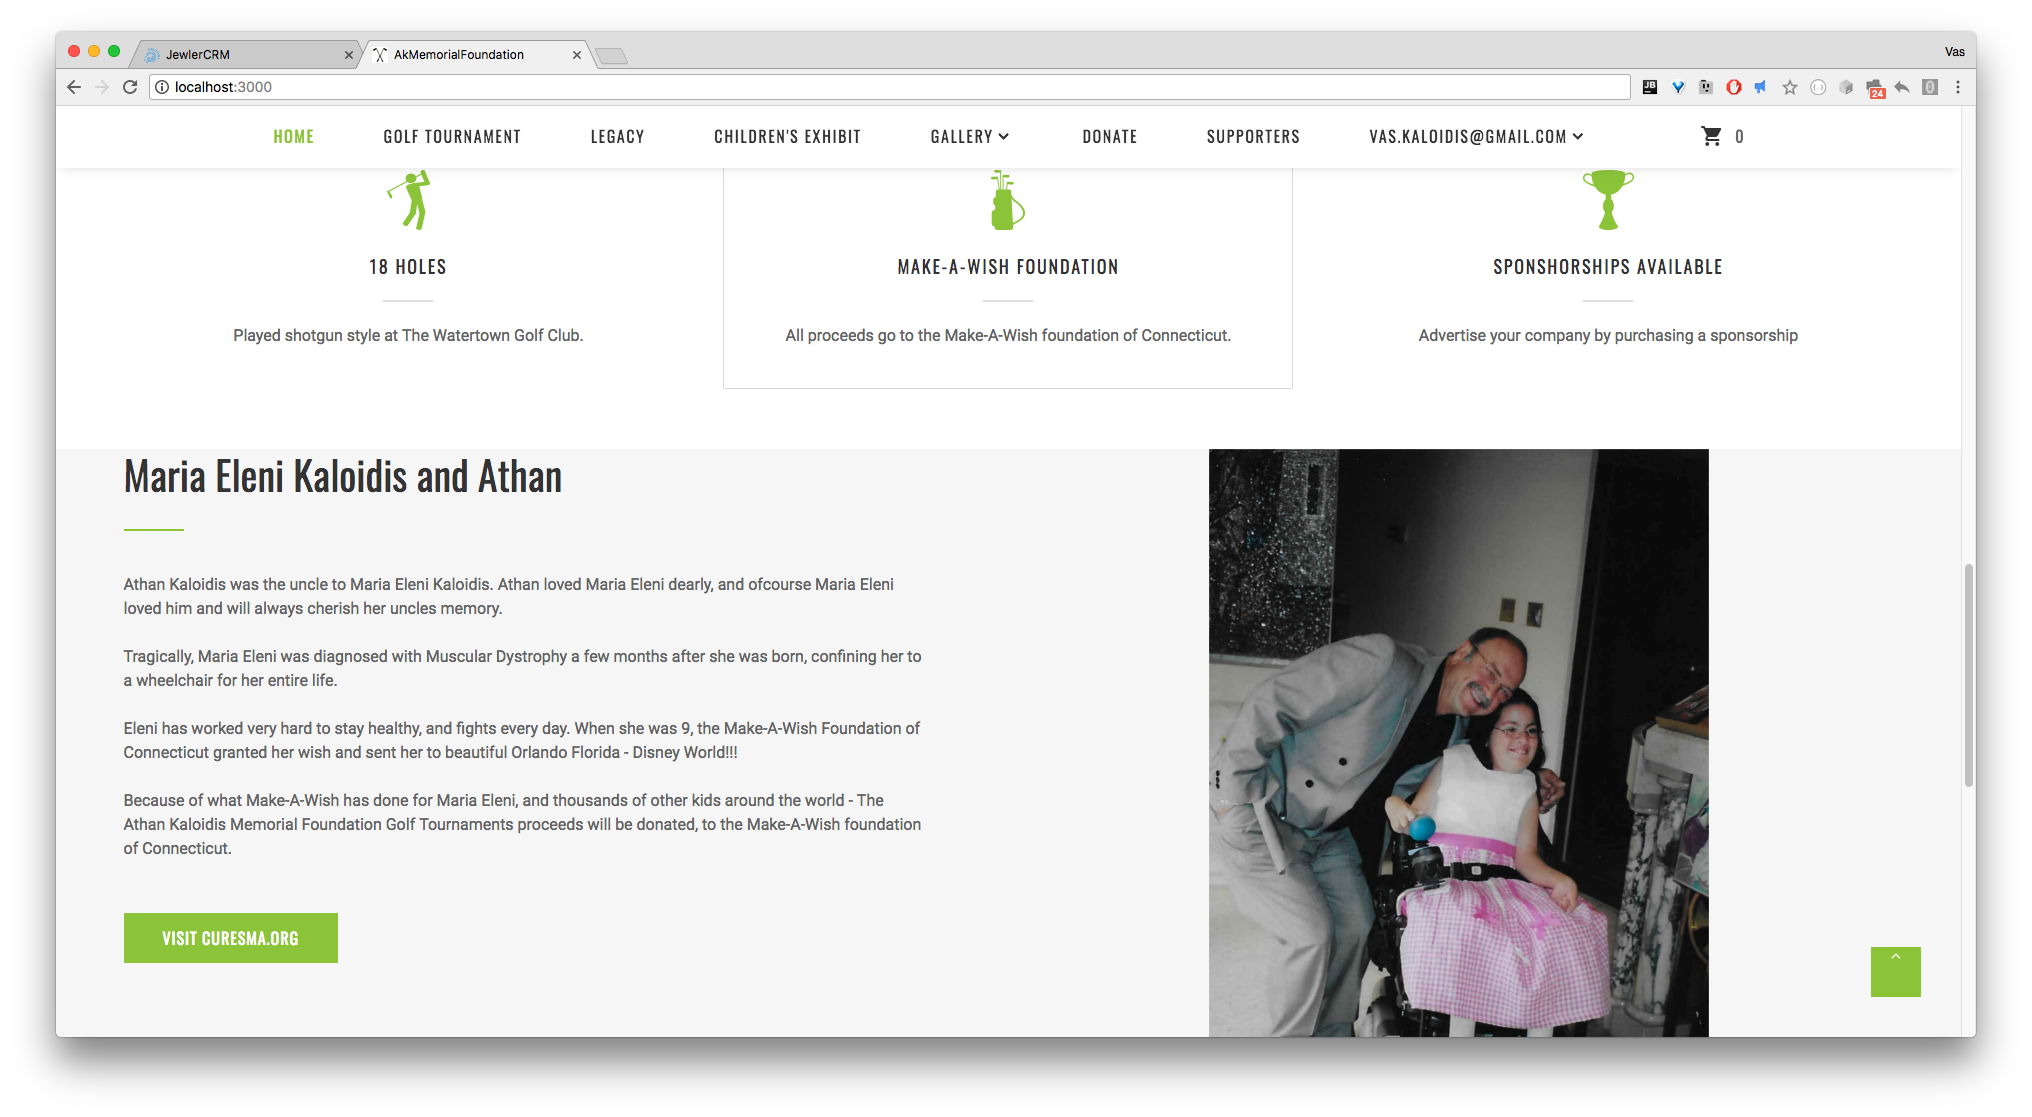 JewlerCRM
AkMemorialFoundation
Vas
localhost:3000
JB
24
0
HOME
GOLF TOURNAMENT
LEGACY
CHILDREN'S EXHIBIT
GALLERY
DONATE
SUPPORTERS
VAS.KALOIDIS@GMAIL.COM
0
18 HOLES
Played shotgun style at The Watertown Golf Club.
MAKE-A-WISH FOUNDATION
All proceeds go to the Make-A-Wish foundation of Connecticut.
SPONSHORSHIPS AVAILABLE
Advertise your company by purchasing a sponsorship
Maria Eleni Kaloidis and Athan
Athan Kaloidis was the uncle to Maria Eleni Kaloidis. Athan loved Maria Eleni dearly, and ofcourse Maria Eleni
loved him and will always cherish her uncles memory.
Tragically, Maria Eleni was diagnosed with Muscular Dystrophy a few months after she was born, confining her to
a wheelchair for her entire life.
Eleni has worked very hard to stay healthy, and fights every day. When she was 9, the Make-A-Wish Foundation of
Connecticut granted her wish and sent her to beautiful Orlando Florida - Disney World!!!
Because of what Make-A-Wish has done for Maria Eleni, and thousands of other kids around the world - The
Athan Kaloidis Memorial Foundation Golf Tournaments proceeds will be donated, to the Make-A-Wish foundation
of Connecticut.
VISIT CURESMA.ORG